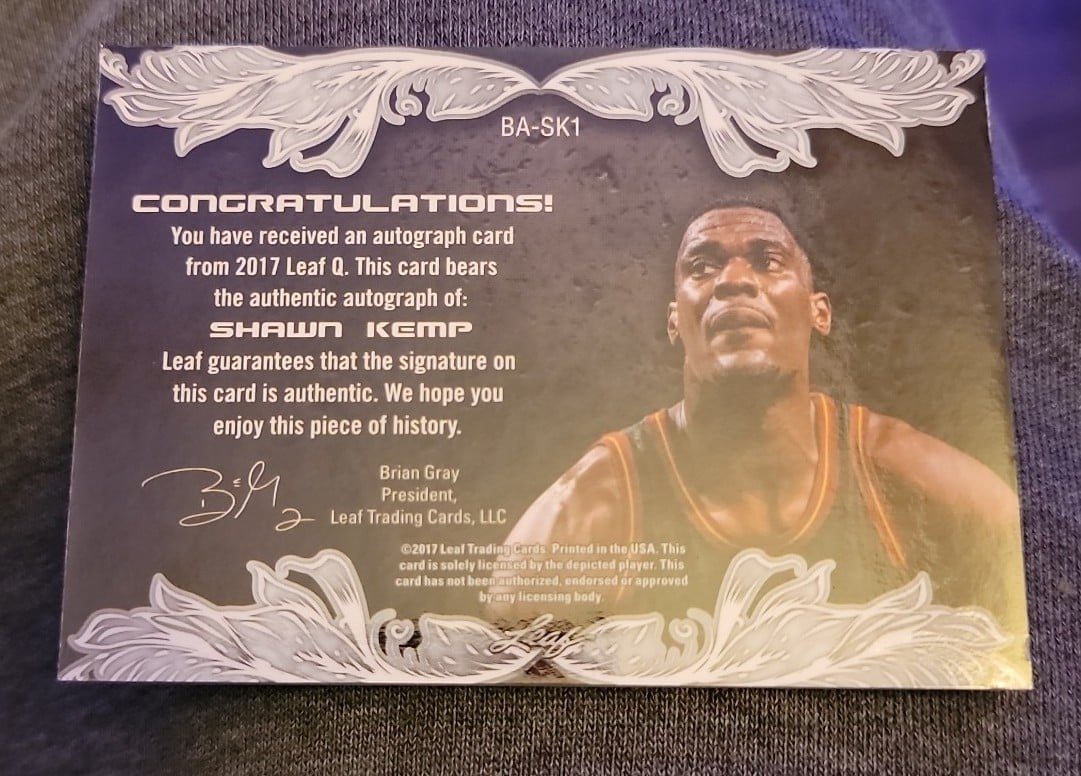 BA-SK1
CONGRATULATIONS!
You have received an autograph card
from 2017 Leaf Q. This card bears
the authentic autograph of:
SHAWN KEMP
Leaf guarantees that the signature on
this card is authentic. We hope you
enjoy this piece of history.
Brian Gray
President,
Leaf Trading Cards, LLC
©2017 Leaf Trading Cards. Printed in the USA. This
card is solely licensed by the depicted player. This
card has not been authorized, endorsed or approved
by any licensing body.
Leaf